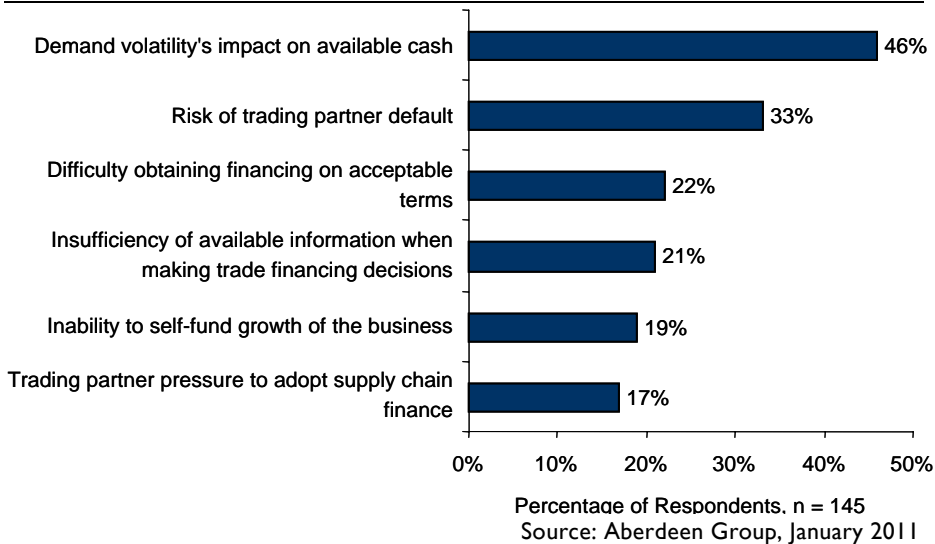 Demand volatility's impact on available cash
46%
Risk of trading partner default
33%
Difficulty obtaining financing on acceptable
terms
22%
Insufficiency of available information when
making trade financing decisions
21%
Inability to self-fund growth of the business
19%
Trading partner pressure to adopt supply chain
finance
17%
0% 10% 20% 30% 40% 50%
Percentage of Respondents, n = 145
Source: Aberdeen Group, January 2011